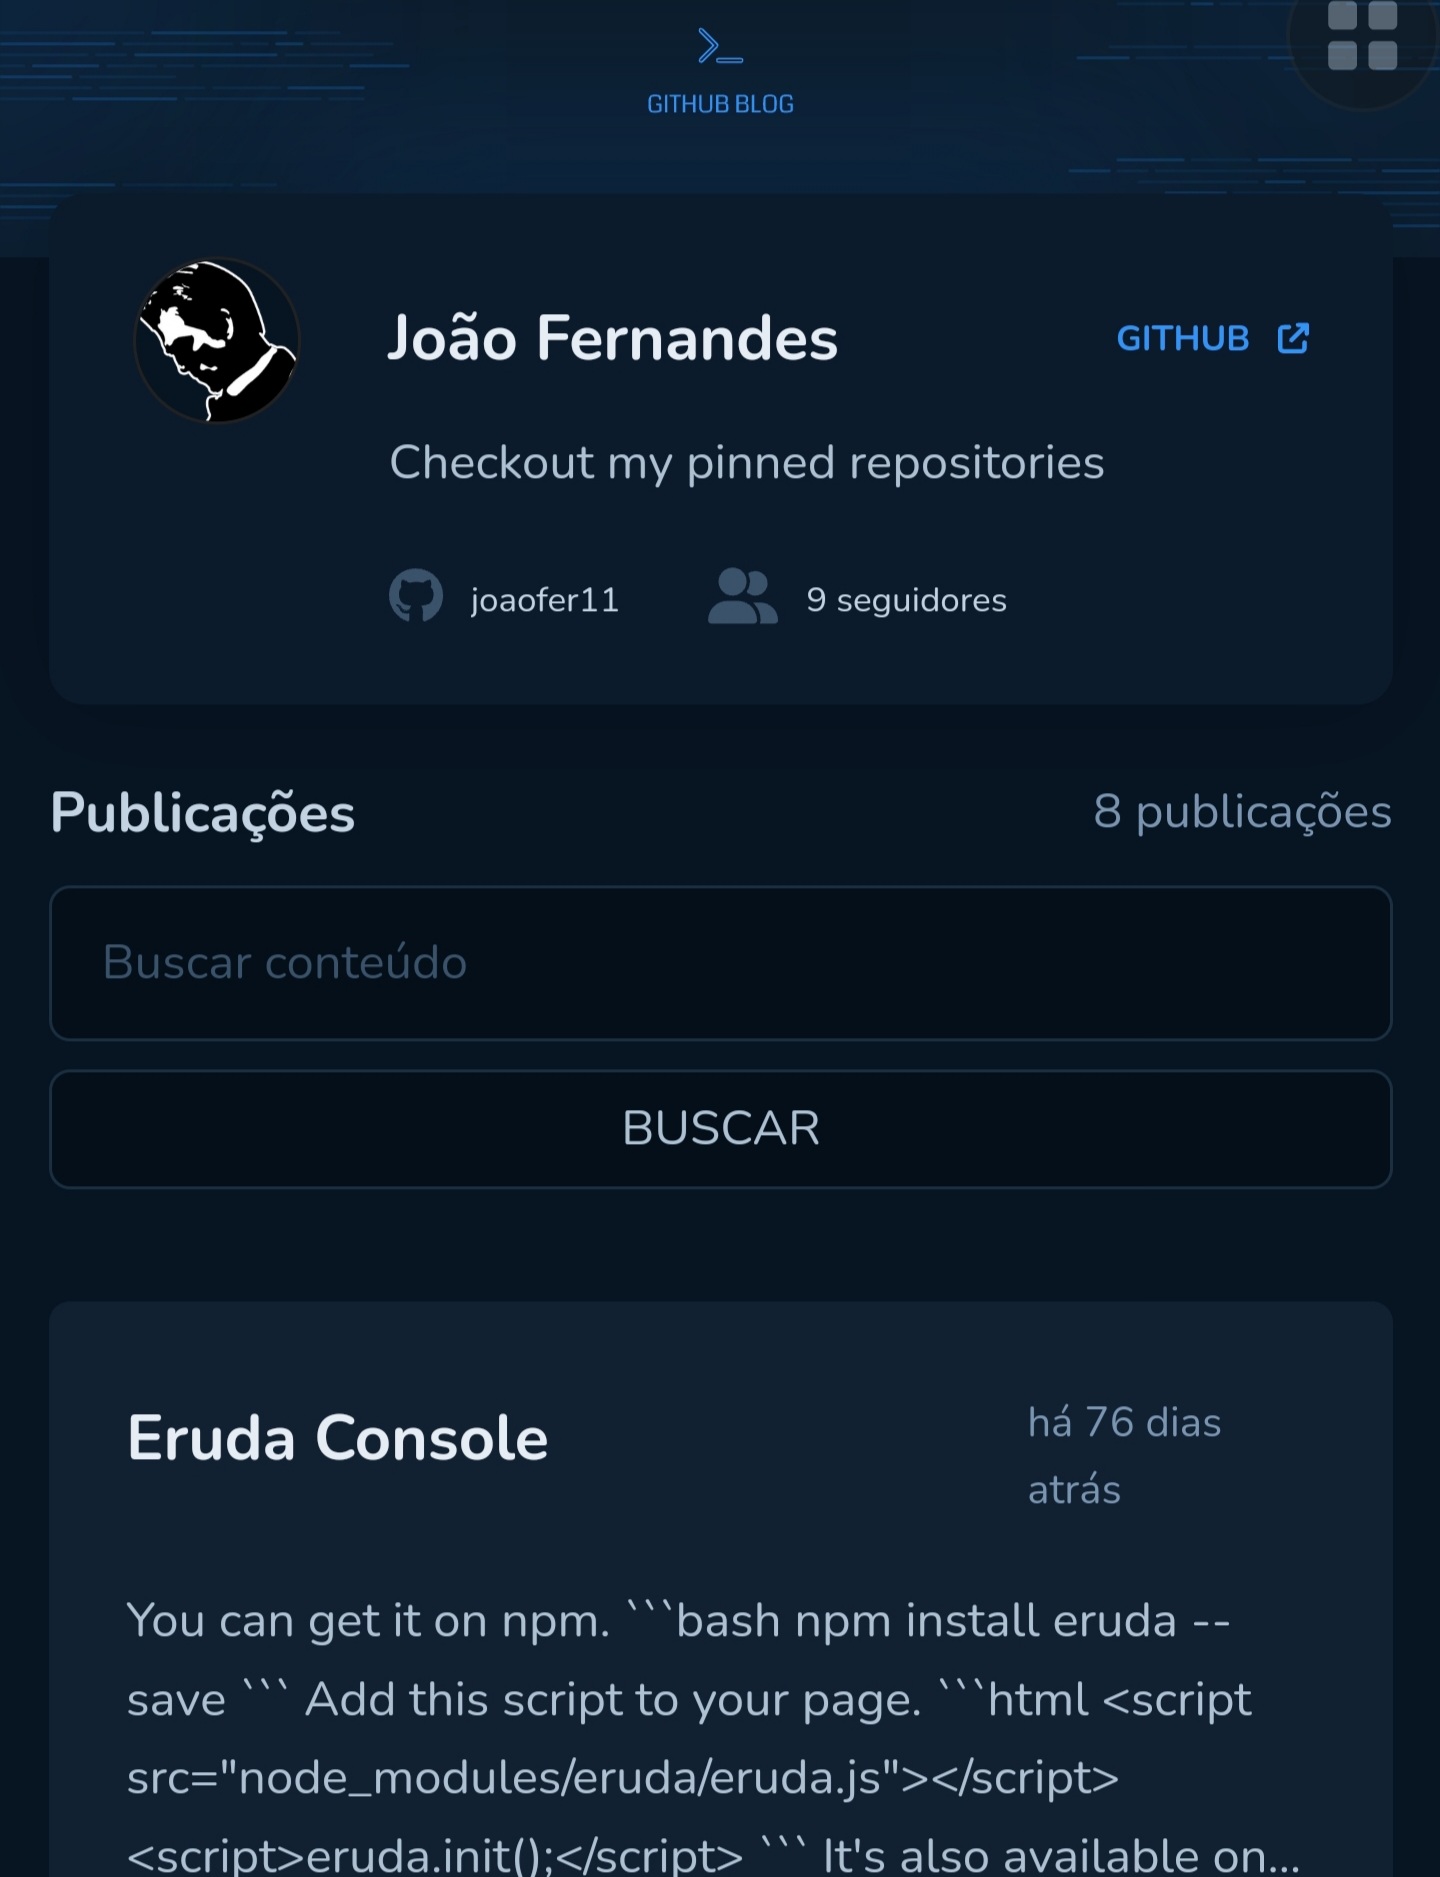 GITHUB BLOG
João Fernandes
GITHUB
Checkout my pinned repositories
joaofer11
9 seguidores
Publicações
8 publicações
Buscar conteúdo
BUSCAR
Eruda Console
há 76 dias
atrás
You can get it on npm. ```bash npm install eruda --
save ``` Add this script to your page. ```html <script
src="node_modules/eruda/eruda.js"></script>
<script>eruda.init();</script> ``` It's also available on...